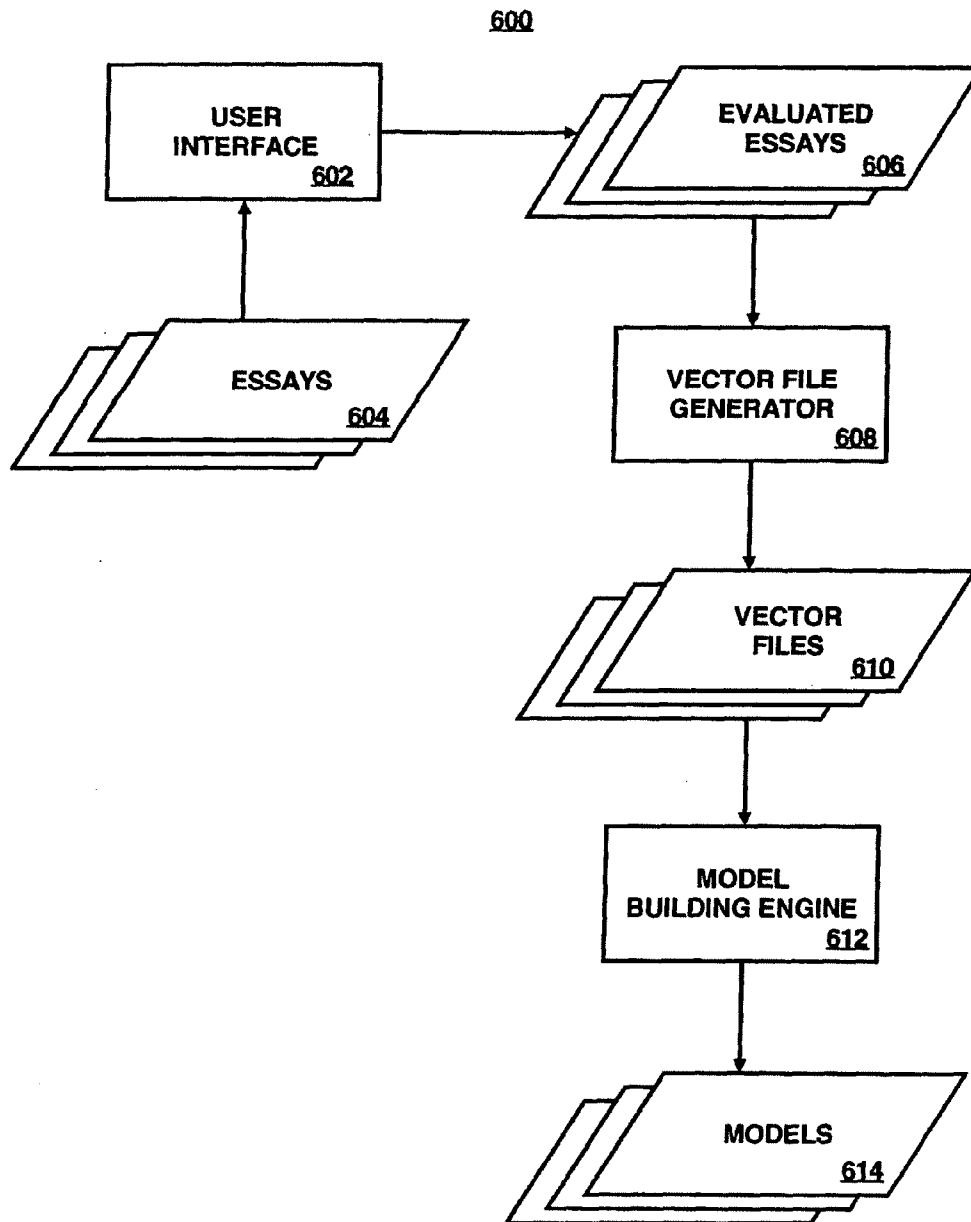 600
USER
INTERFACE
602
EVALUATED
ESSAYS
606
ESSAYS
604
VECTOR FILE
GENERATOR
608
VECTOR
FILES
610
MODEL
BUILDING ENGINE
612
MODELS
614